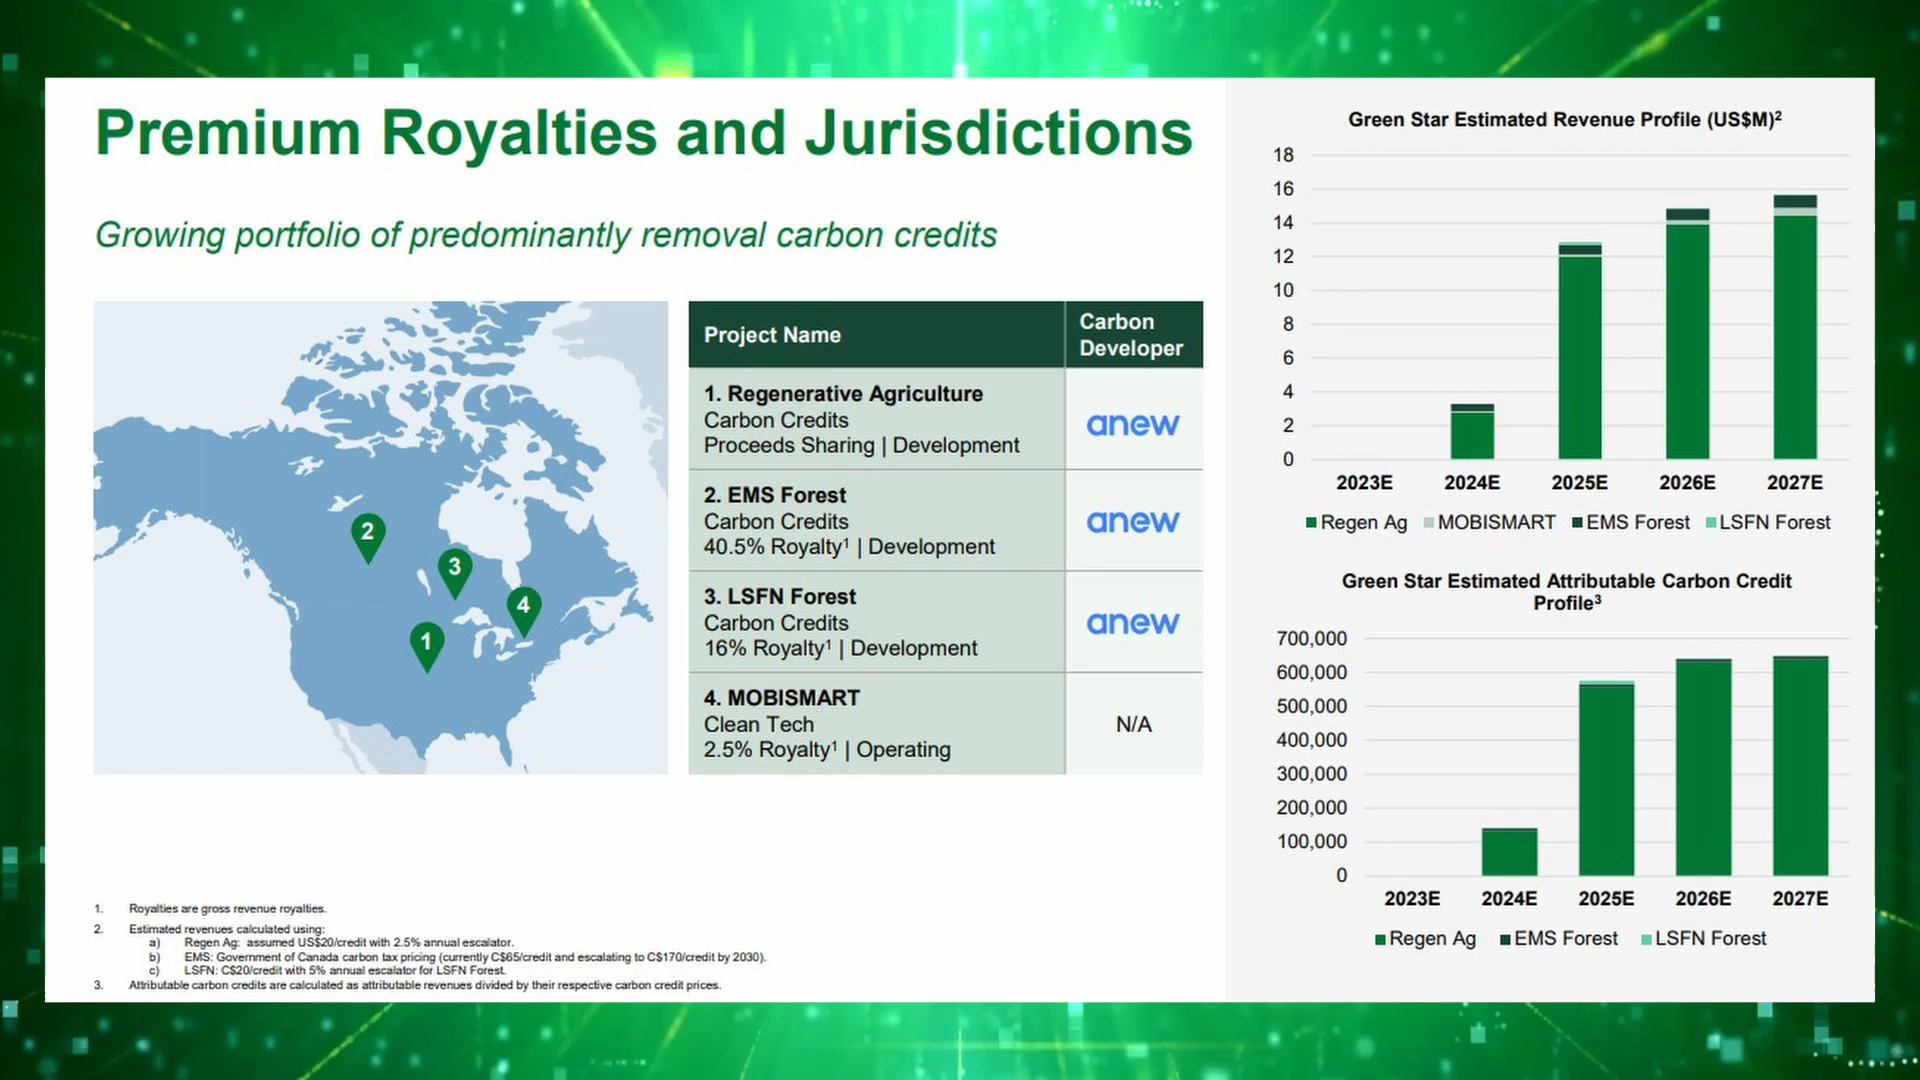 Premium Royalties and Jurisdictions
Growing portfolio of predominantly removal carbon credits
2
3
4
1
Project Name
Carbon
Developer
1. Regenerative Agriculture
Carbon Credits
Proceeds Sharing | Development
anew
2. EMS Forest
Carbon Credits
40.5% Royalty¹ | Development
anew
3. LSFN Forest
Carbon Credits
16% Royalty¹ | Development
anew
4. MOBISMART
Clean Tech
2.5% Royalty¹ | Operating
N/A
1. Royalties are gross revenue royalties.
2. Estimated revenues calculated using:
a) Regen Ag: assumed US$20/credit with 2.5% annual escalator.
b) EMS: Government of Canada carbon tax pricing (currently C$65/credit and escalating to C$170/credit by 2030).
c) LSFN: C$20/credit with 5% annual escalator for LSFN Forest.
3. Attributable carbon credits are calculated as attributable revenues divided by their respective carbon credit prices.
Green Star Estimated Revenue Profile (US$M)²
18
16
14
12
10
8
6
4
2
0
2023E 2024E 2025E 2026E 2027E
Regen Ag MOBISMART EMS Forest LSFN Forest
Green Star Estimated Attributable Carbon Credit
Profile³
700,000
600,000
500,000
400,000
300,000
200,000
100,000
0
2023E 2024E 2025E 2026E 2027E
Regen Ag EMS Forest LSFN Forest